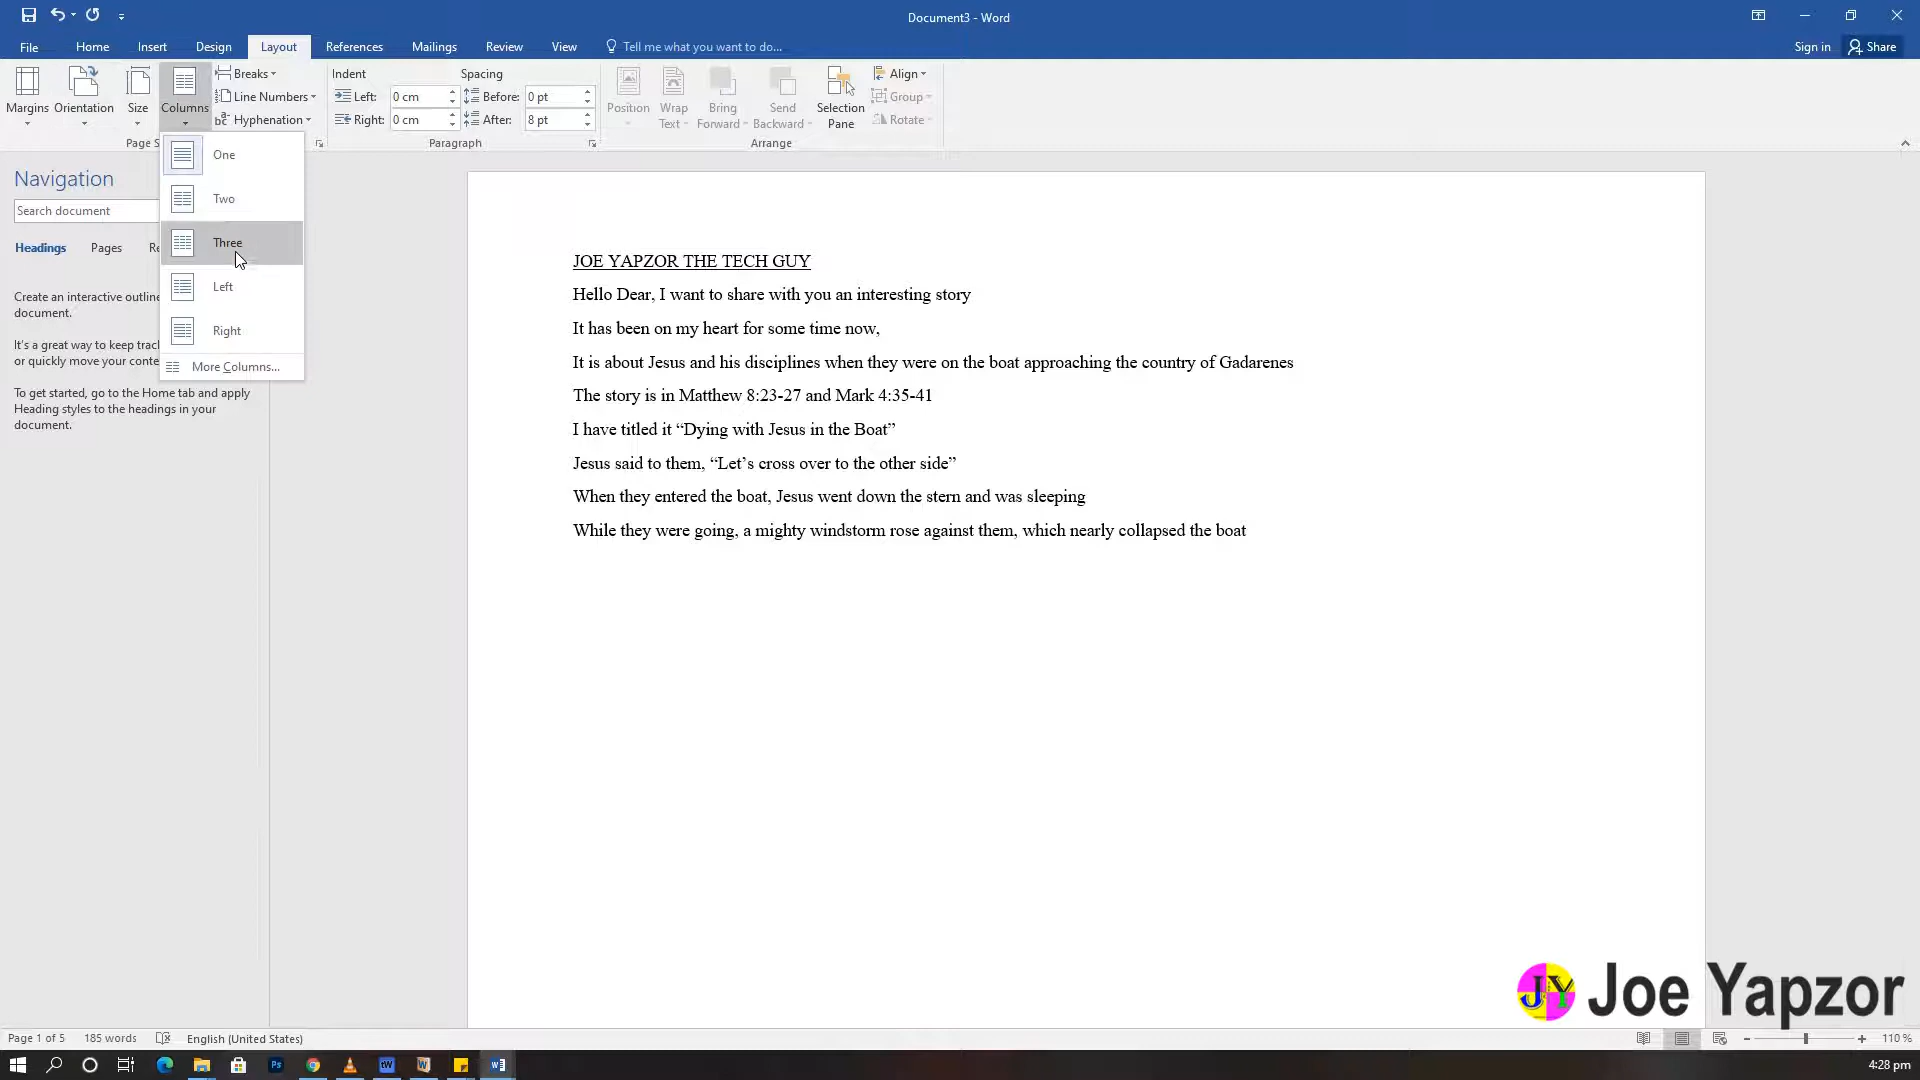 Document3 - Word
File Home Insert Design Layout References Mailings Review View Tell me what you want to do... Sign in Share
Margins Orientation Size Columns
Breaks
Line Numbers
Hyphenation
Page S
Indent Spacing
Left: 0 cm Before: 0 pt
Right: 0 cm After: 8 pt
Paragraph
Position Wrap Text Bring Forward Send Backward Selection Pane
Align
Group
Rotate
Arrange
One
Two
Three
Left
Right
More Columns...
Navigation
Search document
Headings Pages Re
Create an interactive outline
document.
It's a great way to keep trac
or quickly move your conte
To get started, go to the Home tab and apply
Heading styles to the headings in your
document.
JOE YAPZOR THE TECH GUY
Hello Dear, I want to share with you an interesting story
It has been on my heart for some time now,
It is about Jesus and his disciplines when they were on the boat approaching the country of Gadarenes
The story is in Matthew 8:23-27 and Mark 4:35-41
I have titled it “Dying with Jesus in the Boat”
Jesus said to them, “Let’s cross over to the other side”
When they entered the boat, Jesus went down the stern and was sleeping
While they were going, a mighty windstorm rose against them, which nearly collapsed the boat
JY Joe Yapzor
Page 1 of 5 185 words English (United States) 110 %
4:28 pm